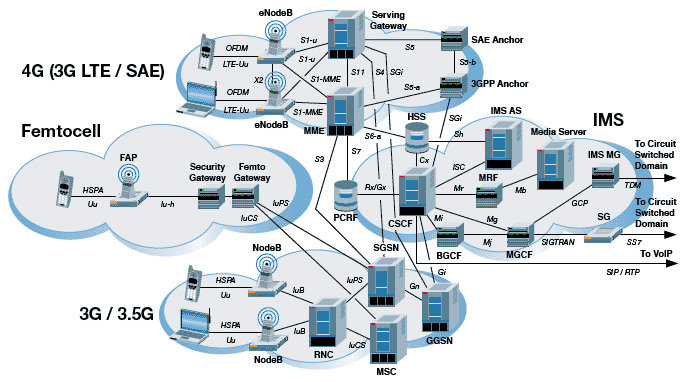 eNodeB
Serving
Gateway
OFDM
LTE-Uu
S1-u
S1-u
S5
SAE Anchor
4G (3G LTE / SAE)
X2
S1-MME
S11
S4
SGi
S5-b
OFDM
LTE-Uu
S1-MME
S5-a
3GPP Anchor
eNodeB
MME
Femtocell
HSS
SGi
IMS AS
IMS
S6-a
Sh
Media Server
To Circuit
Switched
Domain
FAP
Security
Gateway
Femto
Gateway
S3
S7
Cx
ISC
MRF
IMS MG
HSPA
Uu
Iu-h
IuPS
IuCS
Rx/Gx
Mr
Mb
TDM
PCRF
CSCF
GCP
To Circuit
Switched
Domain
Mi
Mg
SG
Mj
SIGTRAN
SS7
BGCF
MGCF
To VoIP
SIP / RTP
NodeB
SGSN
HSPA
Uu
IuB
IuPS
Gn
Gi
3G / 3.5G
HSPA
Uu
IuB
IuCS
NodeB
RNC
MSC
GGSN